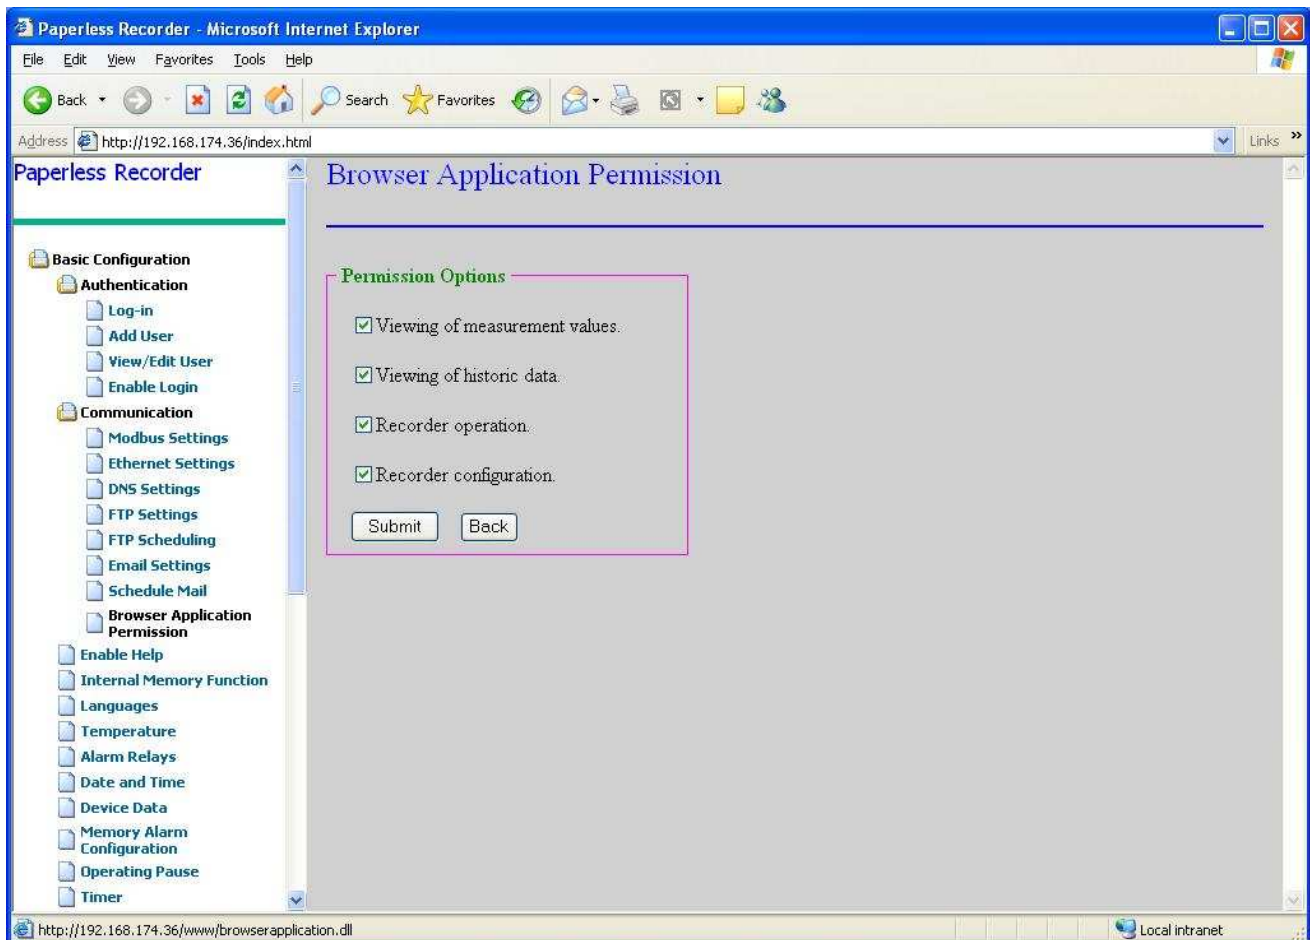 Paperless Recorder - Microsoft Internet Explorer
File Edit View Favorites Tools Help
Back Search Favorites
Address http://192.168.174.36/index.html Links »
Paperless Recorder
Basic Configuration
Authentication
Log-in
Add User
View/Edit User
Enable Login
Communication
Modbus Settings
Ethernet Settings
DNS Settings
FTP Settings
FTP Scheduling
Email Settings
Schedule Mail
Browser Application
Permission
Enable Help
Internal Memory Function
Languages
Temperature
Alarm Relays
Date and Time
Device Data
Memory Alarm
Configuration
Operating Pause
Timer
Browser Application Permission
Permission Options
Viewing of measurement values.
Viewing of historic data.
Recorder operation.
Recorder configuration.
Submit Back
http://192.168.174.36/www/browserapplication.dll Local intranet